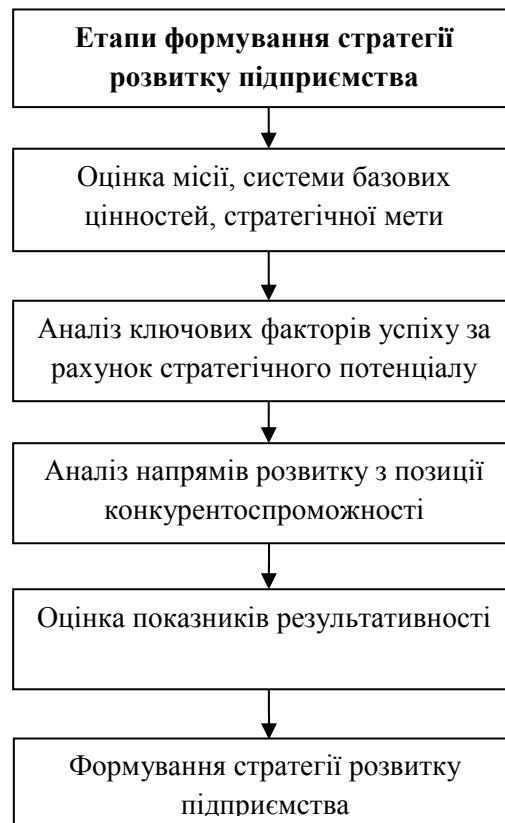 Етапи формування стратегії
розвитку підприємства
Оцінка місії, системи базових
цінностей, стратегічної мети
Аналіз ключових факторів успіху за
рахунок стратегічного потенціалу
Аналіз напрямів розвитку з позиції
конкурентоспроможності
Оцінка показників результативності
Формування стратегії розвитку
підприємства